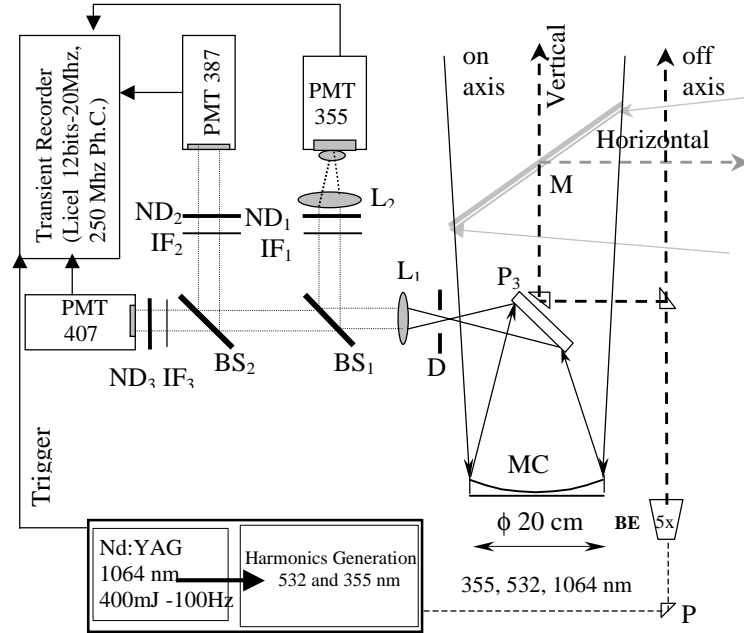 on
axis
Vertical
off
axis
Horizontal
M
PMT 387
PMT
355
Transient Recorder
(Licel 12bits-20Mhz,
250 Mhz Ph.C.)
L2
ND2
IF2
ND1
IF1
L1
P3
PMT
407
ND3 IF3
BS2
BS1
D
MC
Trigger
ϕ 20 cm
BE
5x
Nd:YAG
1064 nm
400mJ -100Hz
Harmonics Generation
532 and 355 nm
355, 532, 1064 nm
P